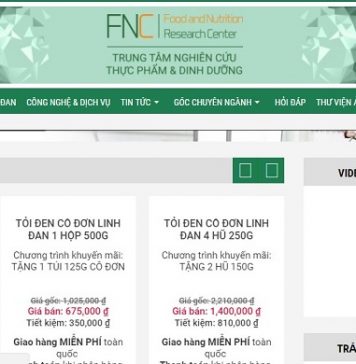 FNC Food and Nutrition
Research Center
TRUNG TÂM NGHIÊN CỨU
THỰC PHẨM & DINH DƯỠNG
ĐAN CÔNG NGHỆ & DỊCH VỤ TIN TỨC GÓC CHUYÊN NGÀNH HỎI ĐÁP THƯ VIỆN
TỎI ĐEN CÔ ĐƠN LINH
ĐAN 1 HỘP 500G
Chương trình khuyến mãi:
TẶNG 1 TÚI 125G CÔ ĐƠN
Giá gốc: 1,025,000 ₫
Giá bán: 675,000 ₫
Tiết kiệm: 350,000 ₫
Giao hàng MIỄN PHÍ toàn
quốc
TỎI ĐEN CÔ ĐƠN LINH
ĐAN 4 HŨ 250G
Chương trình khuyến mãi:
TẶNG 2 HŨ 150G
Giá gốc: 2,210,000 ₫
Giá bán: 1,400,000 ₫
Tiết kiệm: 810,000 ₫
Giao hàng MIỄN PHÍ toàn
quốc
VID